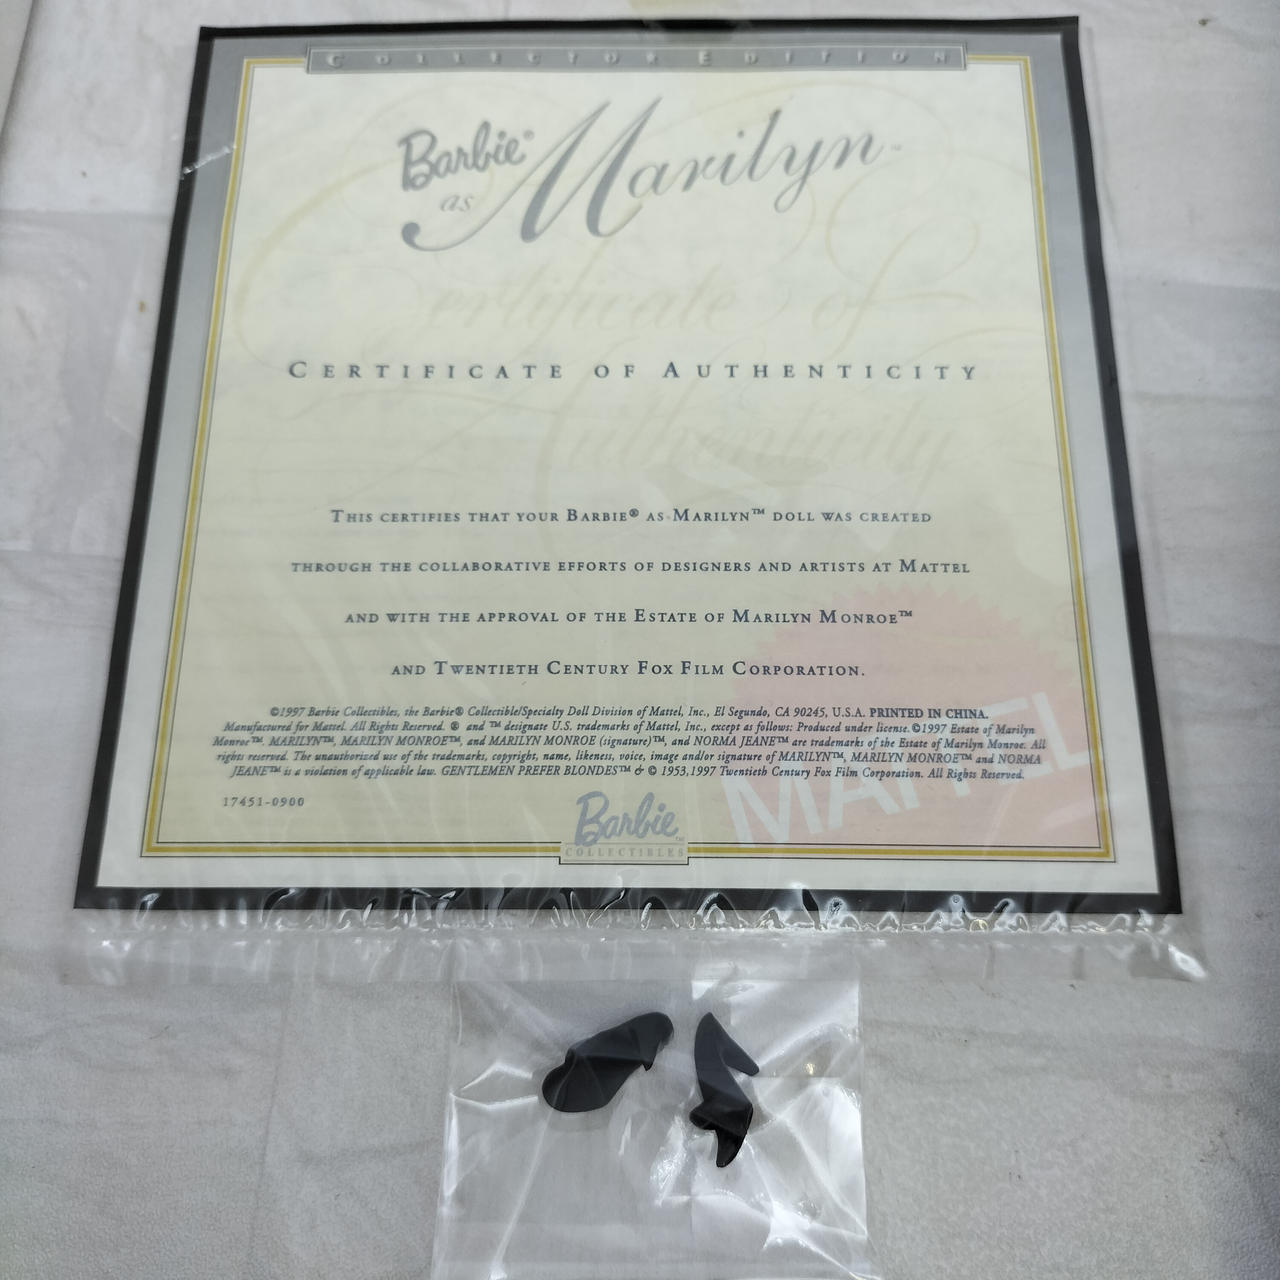 COLLECTOR EDITION
Barbie® as Marilyn™
Certificate of
Authenticity
CERTIFICATE OF AUTHENTICITY
THIS CERTIFIES THAT YOUR BARBIE® AS MARILYN™ DOLL WAS CREATED
THROUGH THE COLLABORATIVE EFFORTS OF DESIGNERS AND ARTISTS AT MATTEL
AND WITH THE APPROVAL OF THE ESTATE OF MARILYN MONROE™
AND TWENTIETH CENTURY FOX FILM CORPORATION.
©1997 Barbie Collectibles, the Barbie® Collectible/Specialty Doll Division of Mattel, Inc., El Segundo, CA 90245, U.S.A. PRINTED IN CHINA.
Manufactured for Mattel. All Rights Reserved. ® and ™ designate U.S. trademarks of Mattel, Inc., except as follows: Produced under license. ©1997 Estate of Marilyn
Monroe™. MARILYN™, MARILYN MONROE™, and MARILYN MONROE (signature)™, and NORMA JEANE™ are trademarks of the Estate of Marilyn Monroe. All
rights reserved. The unauthorised use of the trademarks, copyright, name, likeness, voice, image and/or signature of MARILYN™, MARILYN MONROE™ and NORMA
JEANE™ is a violation of applicable law. GENTLEMEN PREFER BLONDES™ & © 1953,1997 Twentieth Century Fox Film Corporation. All Rights Reserved.
MATTEL
17451-0900
Barbie™
COLLECTIBLES